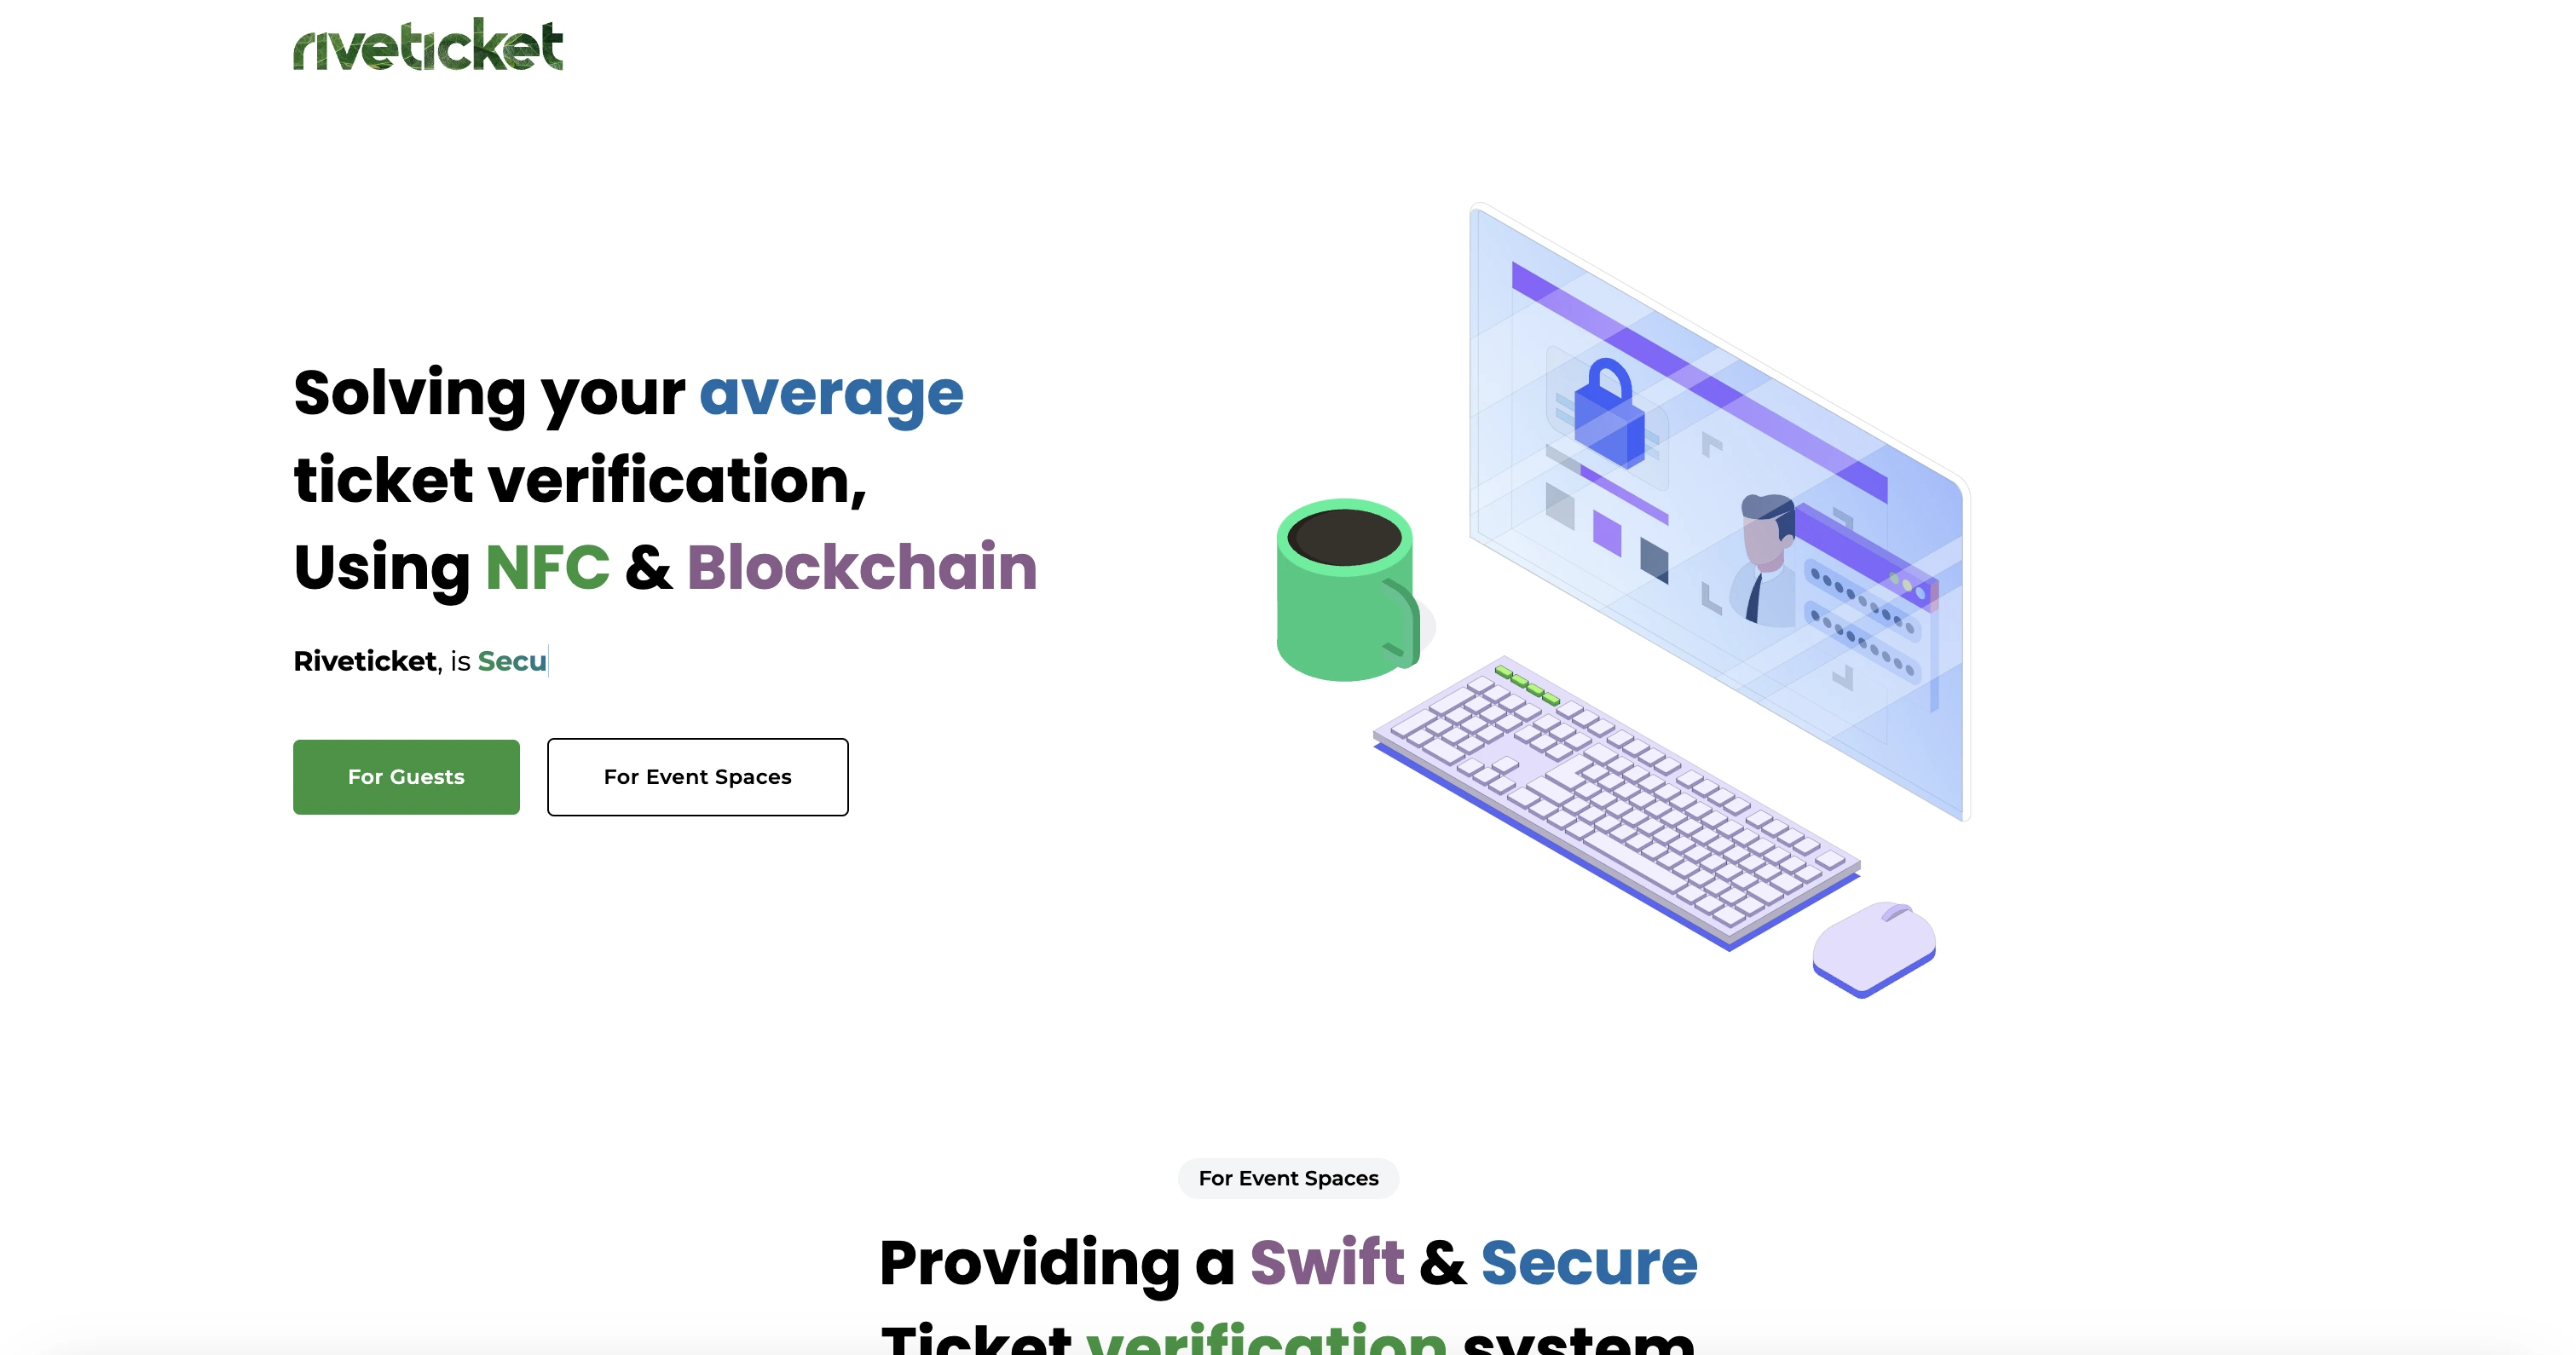 riveticket
Solving your average
ticket verification,
Using NFC & Blockchain
Riveticket, is Secu
For Guests
For Event Spaces
For Event Spaces
Providing a Swift & Secure
Ticket verification system